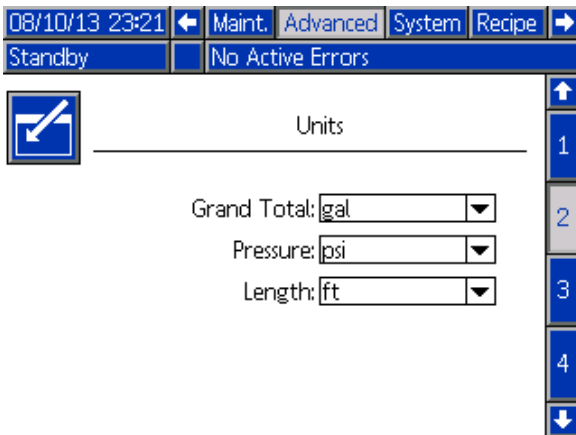 08/10/13 23:21 Maint. Advanced System Recipe
Standby No Active Errors
Units
1
Grand Total: gal
2
Pressure: psi
Length: ft
3
4